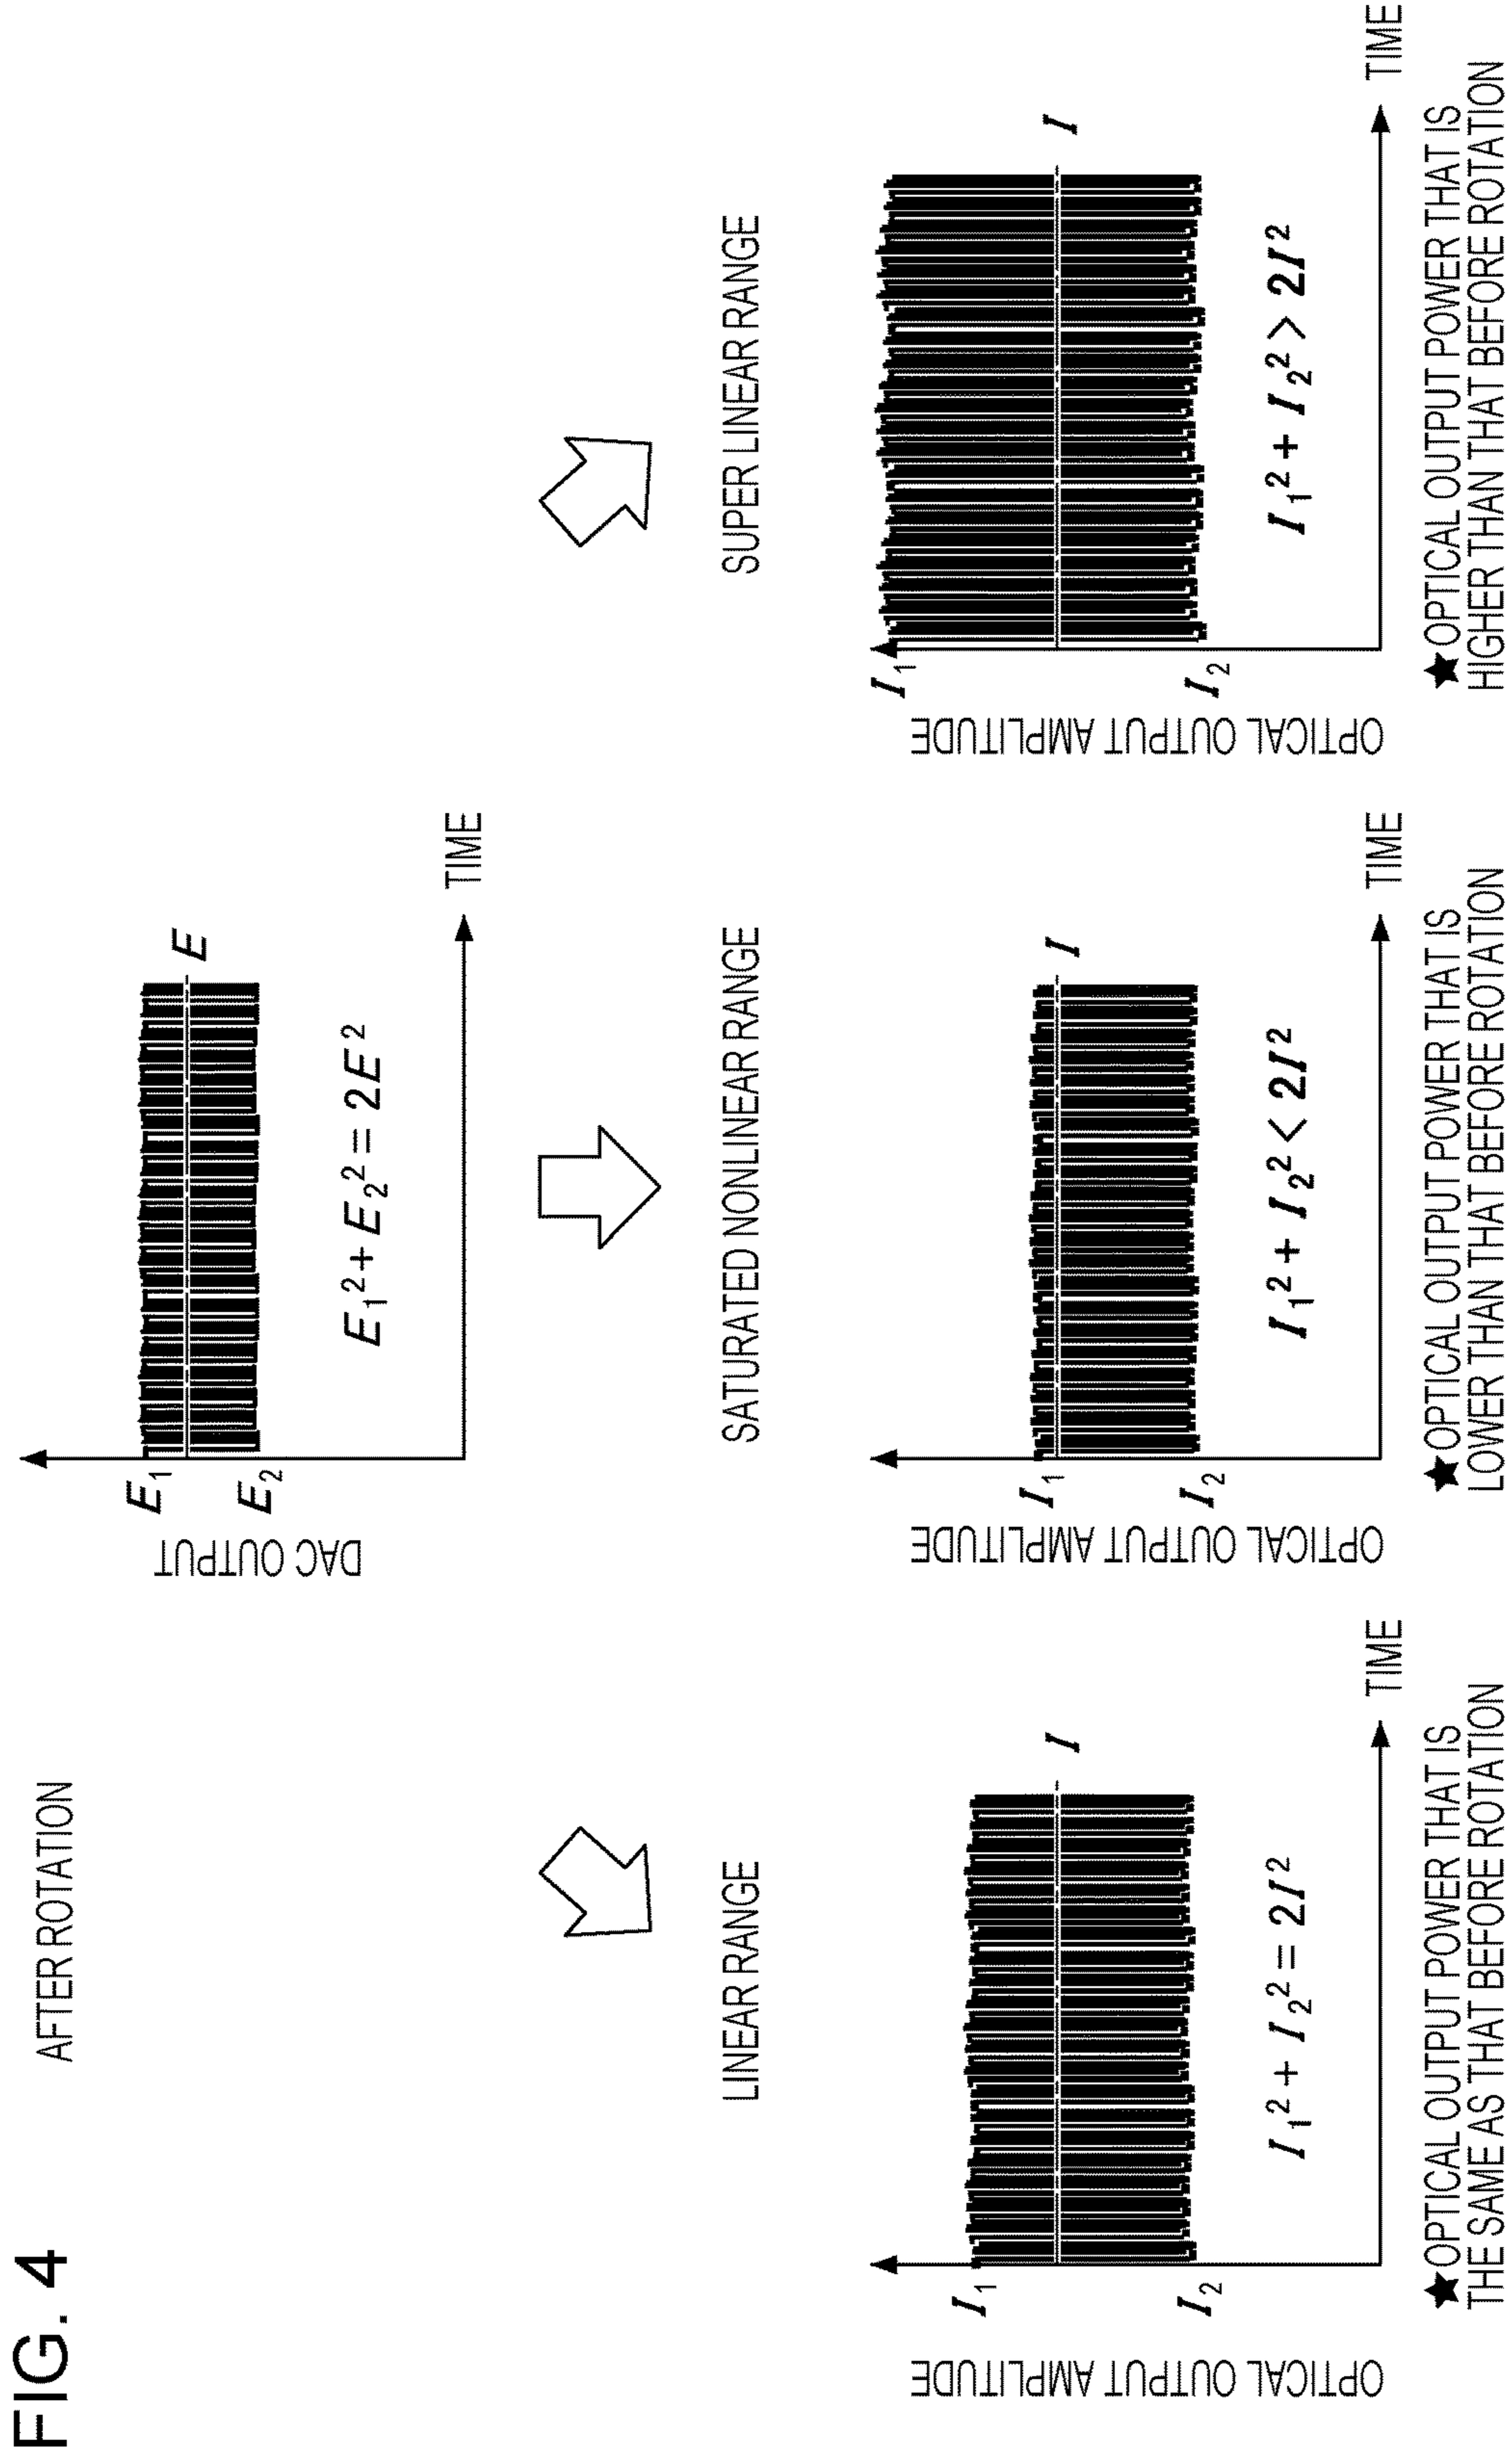 FIG. 4
AFTER ROTATION
DAC OUTPUT
E₁
E₂
E
E₁² + E₂² = 2E²
TIME
LINEAR RANGE
OPTICAL OUTPUT AMPLITUDE
I₁
I₂
I
I₁² + I₂² = 2I²
TIME
★OPTICAL OUTPUT POWER THAT IS
THE SAME AS THAT BEFORE ROTATION
SATURATED NONLINEAR RANGE
OPTICAL OUTPUT AMPLITUDE
I₁
I₂
I
I₁² + I₂² < 2I²
TIME
★OPTICAL OUTPUT POWER THAT IS
LOWER THAN THAT BEFORE ROTATION
SUPER LINEAR RANGE
OPTICAL OUTPUT AMPLITUDE
I₁
I₂
I
I₁² + I₂² > 2I²
TIME
★OPTICAL OUTPUT POWER THAT IS
HIGHER THAN THAT BEFORE ROTATION